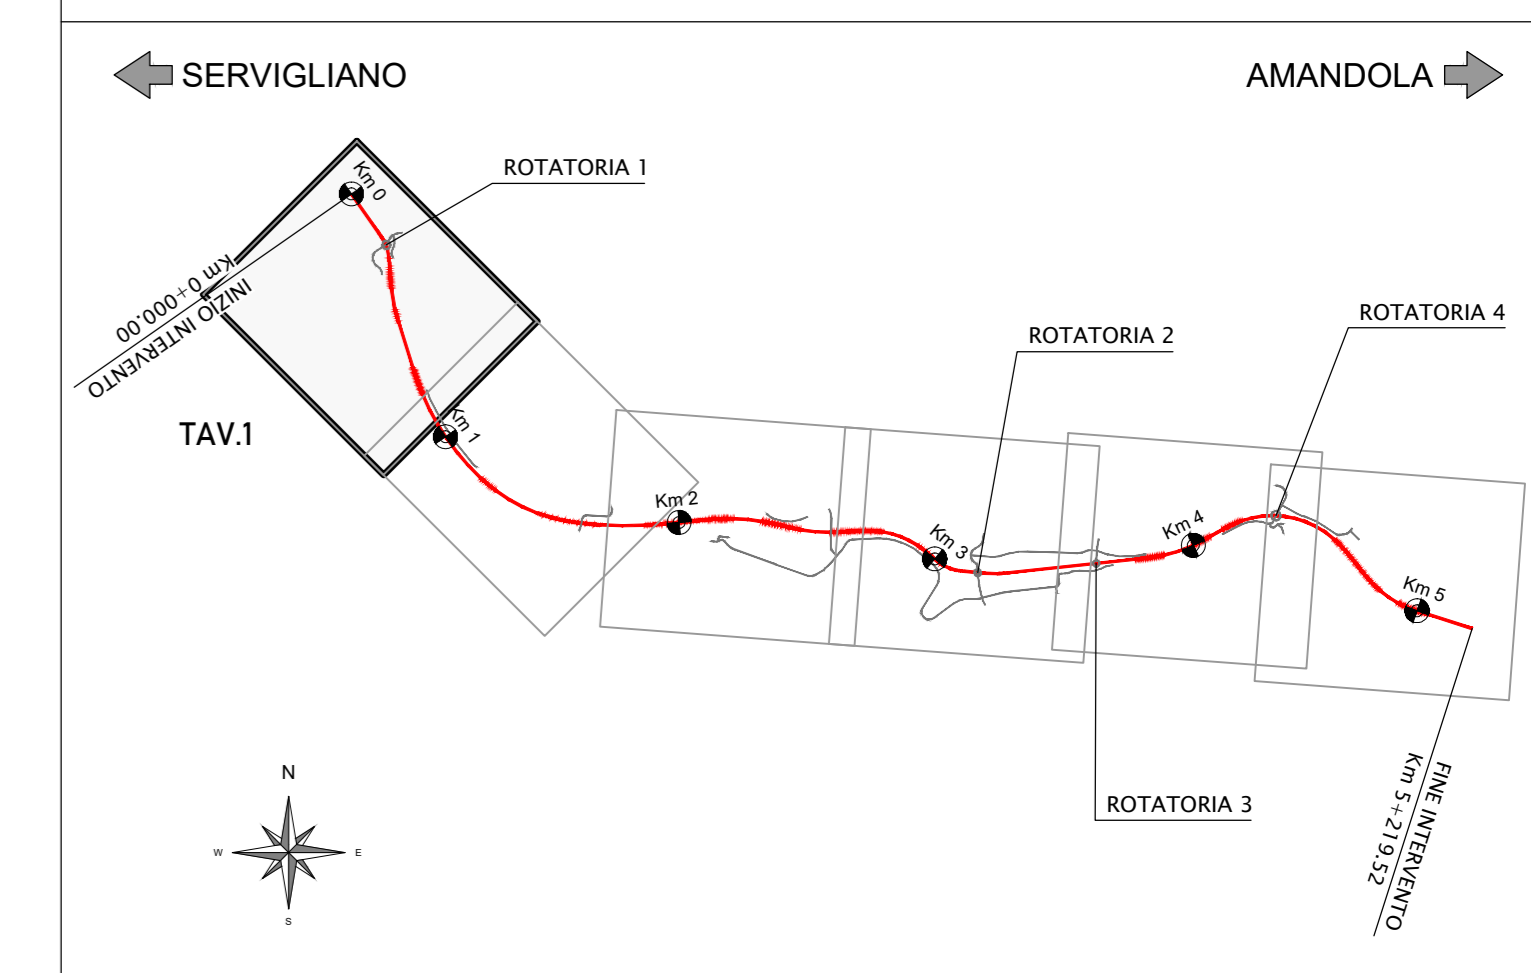 SERVIGLIANO
AMANDOLA
Km 0
ROTATORIA 1
Km 0+000.00
INIZIO INTERVENTO
ROTATORIA 4
ROTATORIA 2
TAV.1
Km 1
Km 2
Km 3
Km 4
Km 5
ROTATORIA 3
FINE INTERVENTO
Km 5+219.52
N
W
E
S